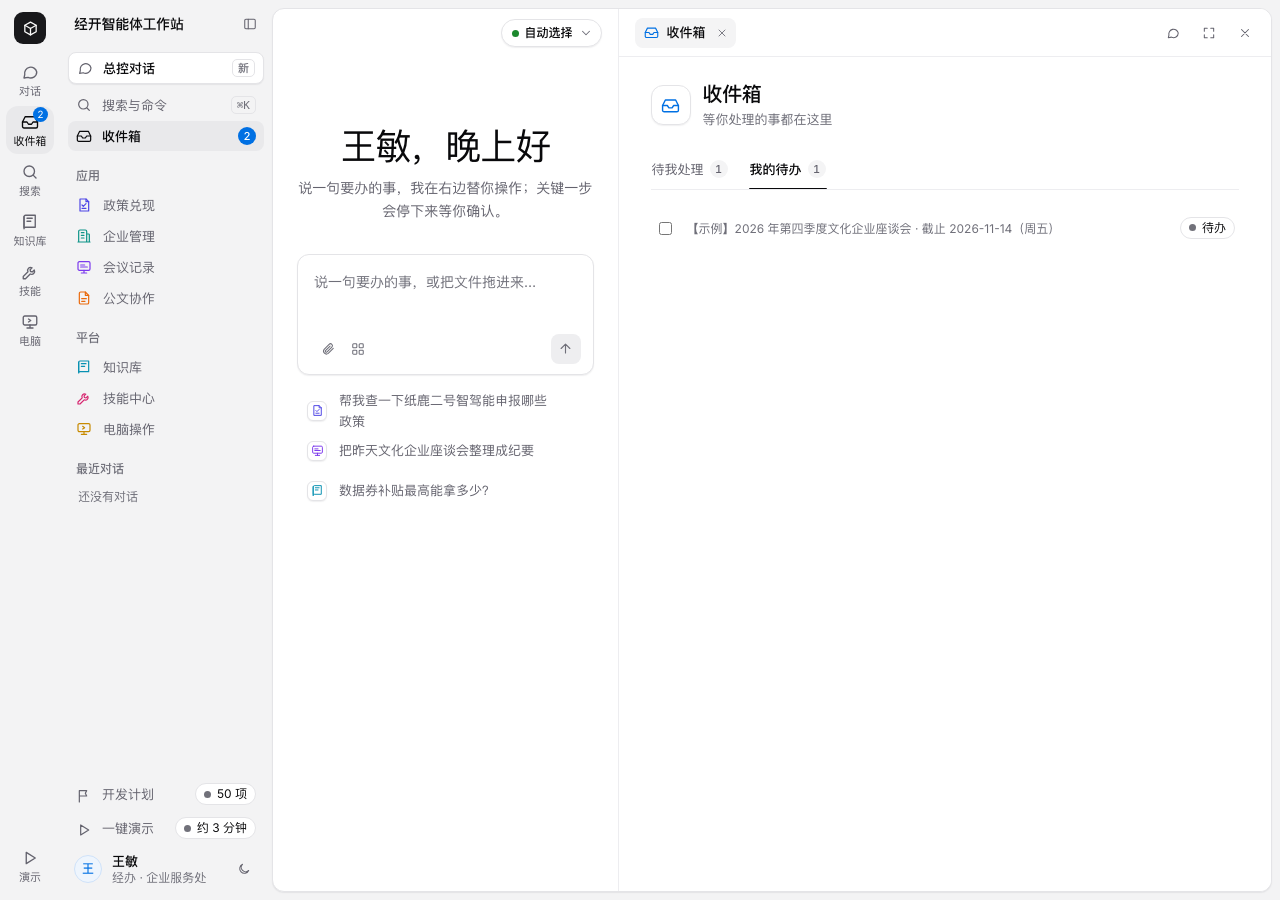 对话
2
收件箱
搜索
知识库
技能
电脑
演示
经开智能体工作站
总控对话 新
搜索与命令 ⌘K
收件箱 2
应用
政策兑现
企业管理
会议记录
公文协作
平台
知识库
技能中心
电脑操作
最近对话
还没有对话
开发计划 50 项
一键演示 约 3 分钟
王 王敏
经办 · 企业服务处
自动选择
王敏，晚上好
说一句要办的事，我在右边替你操作；关键一步
会停下来等你确认。
说一句要办的事，或把文件拖进来...
帮我查一下纸鹿二号智驾能申报哪些
政策
把昨天文化企业座谈会整理成纪要
数据券补贴最高能拿多少?
收件箱
收件箱
等你处理的事都在这里
待我处理 1 我的待办 1
【示例】2026 年第四季度文化企业座谈会 · 截止 2026-11-14（周五） 待办